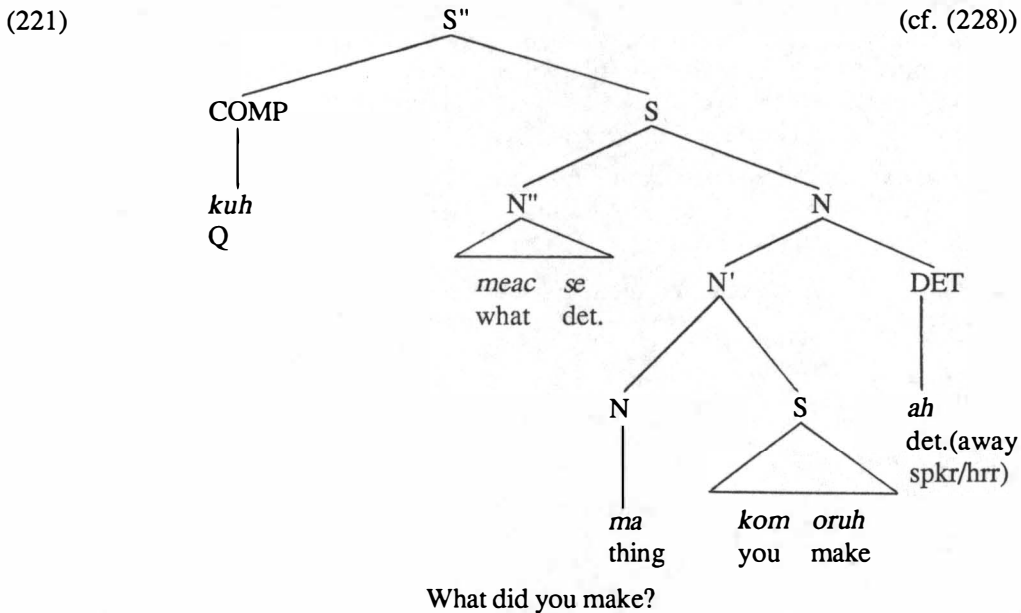 (221) S" (cf. (228))
COMP S
kuh N" N
Q
meac se N' DET
what det.
N S ah
det.(away
spkr/hrr)
ma kom oruh
thing you make
What did you make?